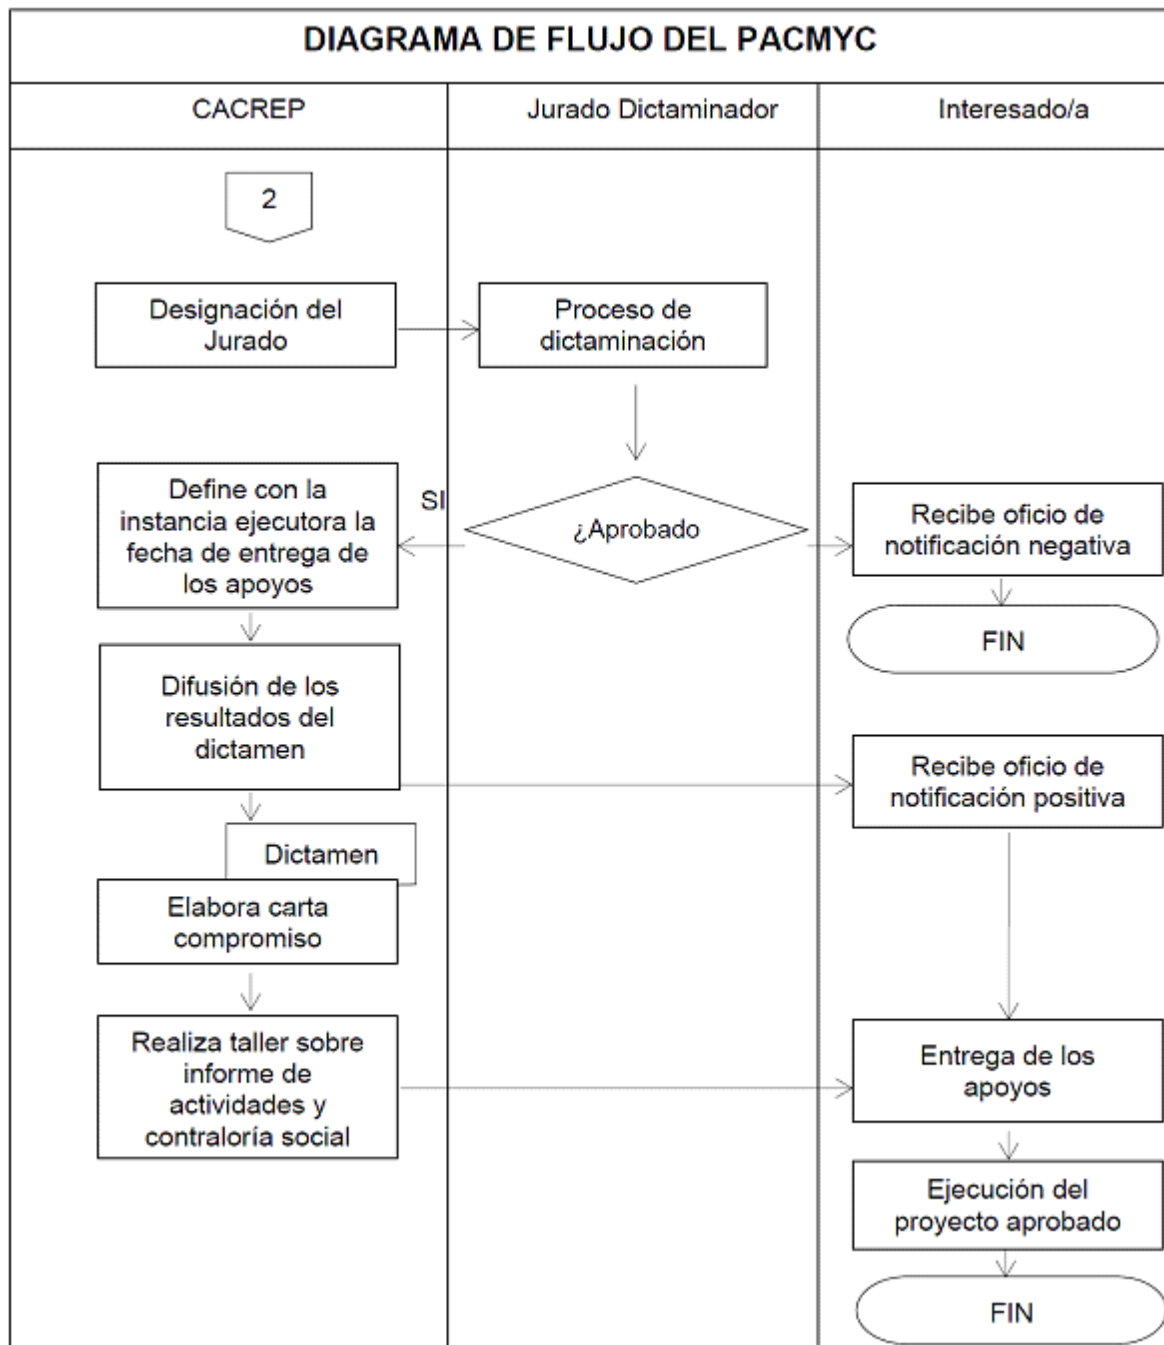 DIAGRAMA DE FLUJO DEL PACMYC
CACREP
Jurado Dictaminador
Interesado/a
2
Designación del
Jurado
Proceso de
dictaminación
¿Aprobado
SI
Define con la
instancia ejecutora la
fecha de entrega de
los apoyos
Recibe oficio de
notificación negativa
FIN
Difusión de los
resultados del
dictamen
Recibe oficio de
notificación positiva
Dictamen
Elabora carta
compromiso
Realiza taller sobre
informe de
actividades y
contraloría social
Entrega de los
apoyos
Ejecución del
proyecto aprobado
FIN